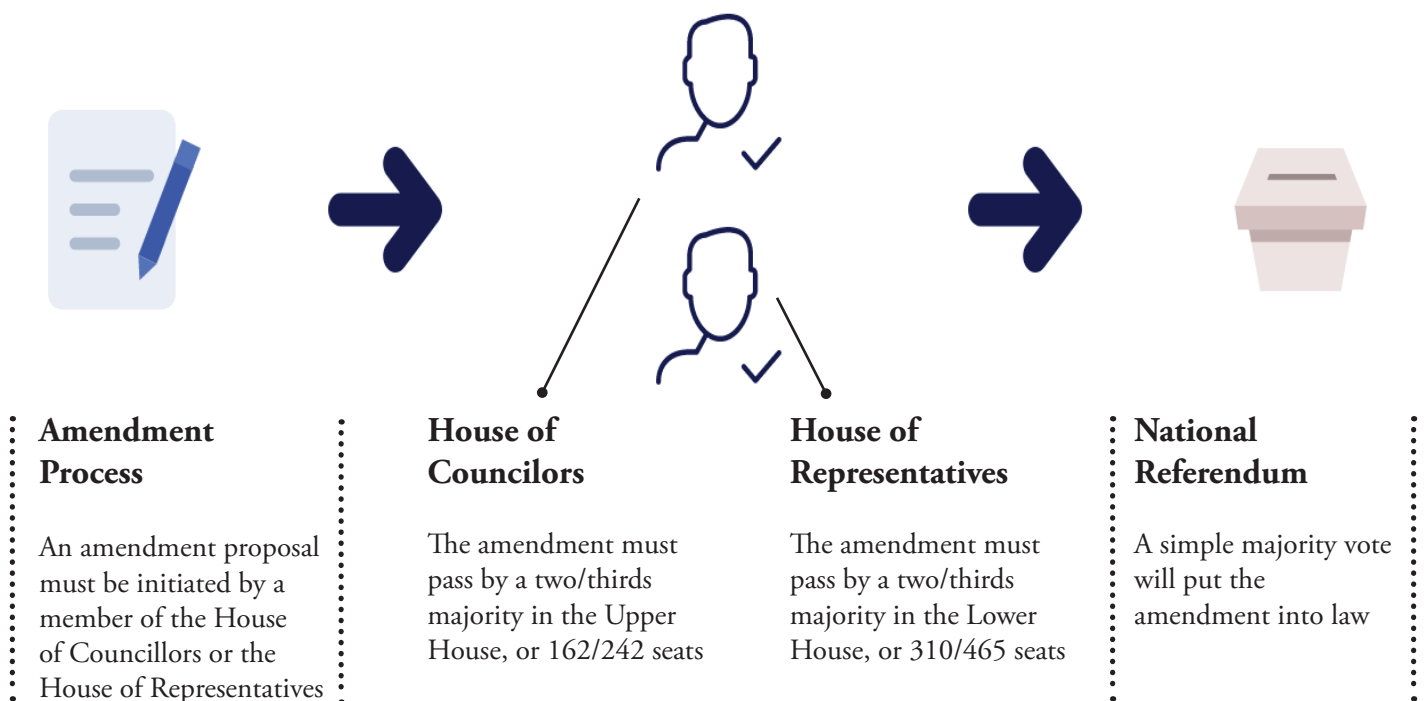 Amendment
Process
An amendment proposal
must be initiated by a
member of the House
of Councillors or the
House of Representatives
House of
Councilors
The amendment must
pass by a two/thirds
majority in the Upper
House, or 162/242 seats
House of
Representatives
The amendment must
pass by a two/thirds
majority in the Lower
House, or 310/465 seats
National
Referendum
A simple majority vote
will put the
amendment into law